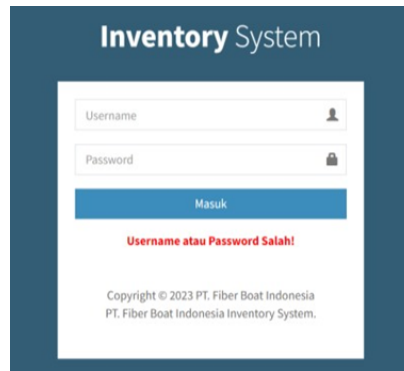 Inventory System
Username
Password
Masuk
Username atau Password Salah!
Copyright © 2023 PT. Fiber Boat Indonesia
PT. Fiber Boat Indonesia Inventory System.